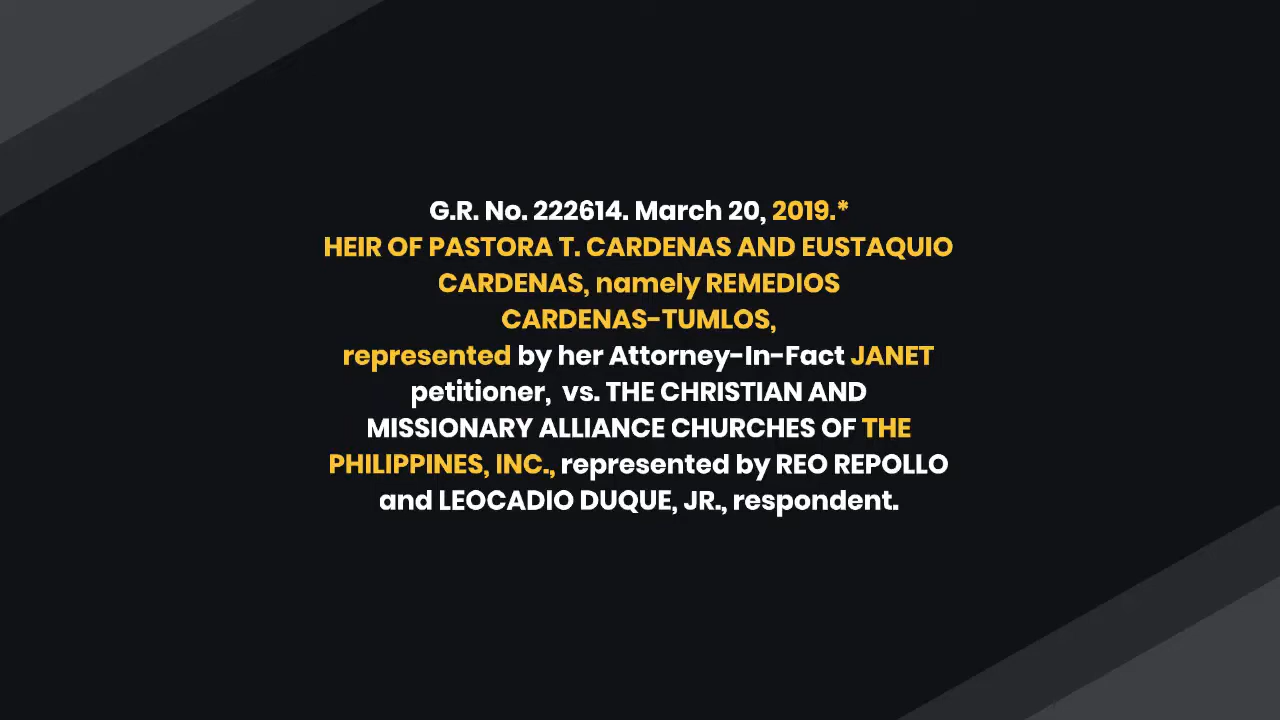 G.R. No. 222614. March 20, 2019.*
HEIR OF PASTORA T. CARDENAS AND EUSTAQUIO
CARDENAS, namely REMEDIOS
CARDENAS-TUMLOS,
represented by her Attorney-In-Fact JANET
petitioner, vs. THE CHRISTIAN AND
MISSIONARY ALLIANCE CHURCHES OF THE
PHILIPPINES, INC., represented by REO REPOLLO
and LEOCADIO DUQUE, JR., respondent.